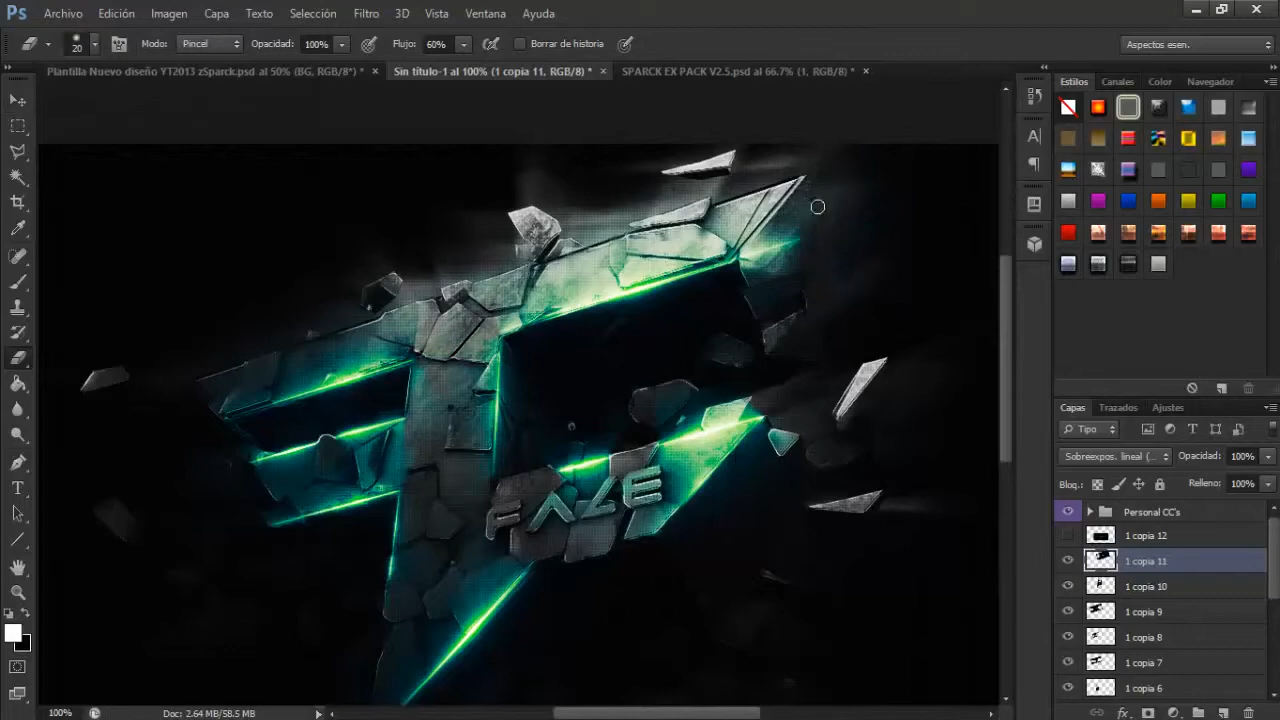 Ps Archivo Edición Imagen Capa Texto Selección Filtro 3D Vista Ventana Ayuda
20 Modo: Pincel Opacidad: 100% Flujo: 60% Borrar de historia Aspectos esen.
Plantilla Nuevo diseño YT2013 zSparck.psd al 50% (BG, RGB/8) * × Sin título-1 al 100% (1 copia 11, RGB/8) * × SPARCK EX PACK V2.5.psd al 66.7% (1, RGB/8) * ×
Estilos Canales Color Navegador
Capas Trazados Ajustes
Tipo
Sobreexpos. lineal (... Opacidad: 100%
Bloq.: Relleno: 100%
Personal CC's
1 copia 12
1 copia 11
1 copia 10
1 copia 9
1 copia 8
1 copia 7
1 copia 6
FAZE
100% Doc: 2.64 MB/58.5 MB